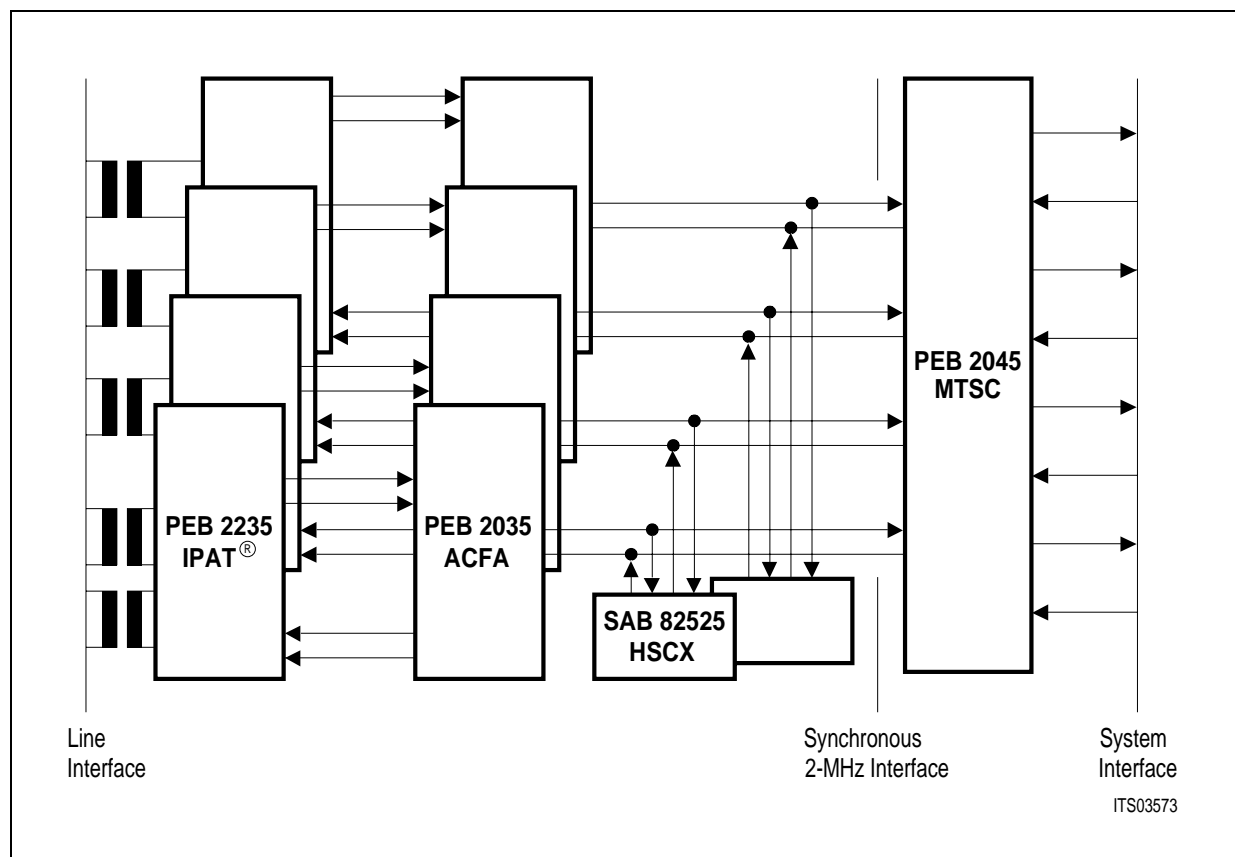 PEB 2045
MTSC
PEB 2235
IPAT®
PEB 2035
ACFA
SAB 82525
HSCX
Line
Interface
Synchronous
2-MHz Interface
System
Interface
ITS03573